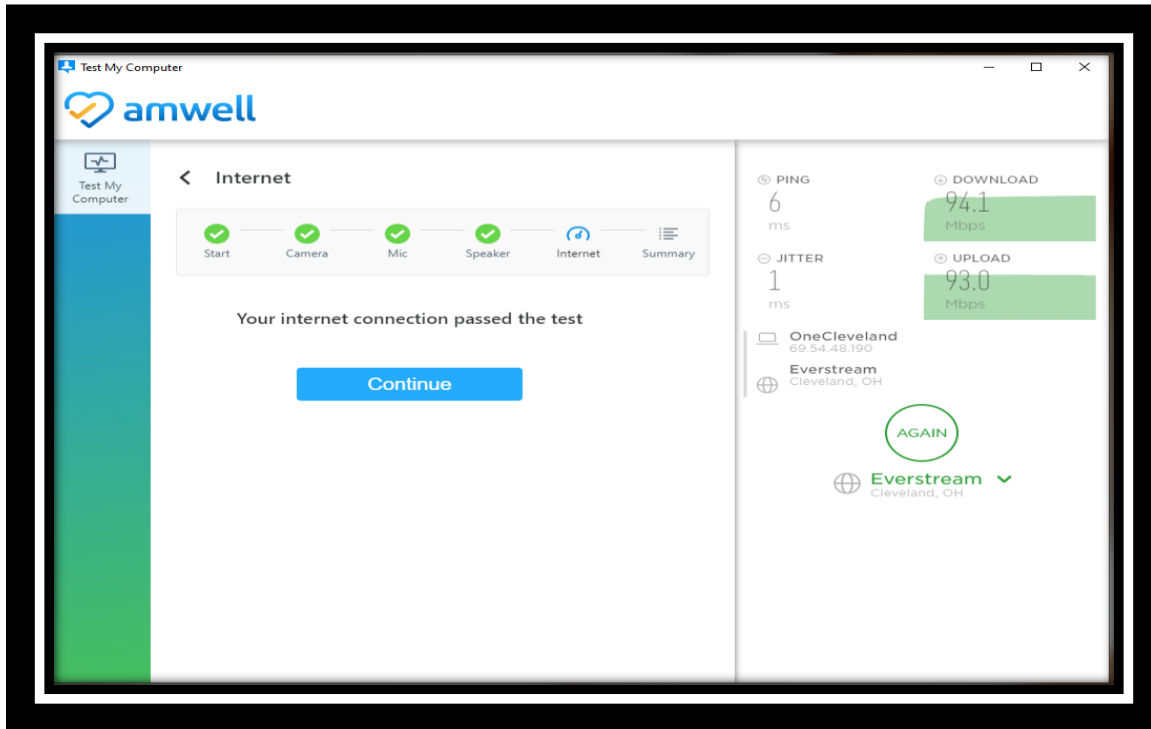 Test My Computer
amwell
Test My
Computer
Internet
Start
Camera
Mic
Speaker
Internet
Summary
Your internet connection passed the test
Continue
PING
6
ms
DOWNLOAD
94.1
Mbps
JITTER
1
ms
UPLOAD
93.0
Mbps
OneCleveland
69.54.48.190
Everstream
Cleveland, OH
AGAIN
Everstream
Cleveland, OH